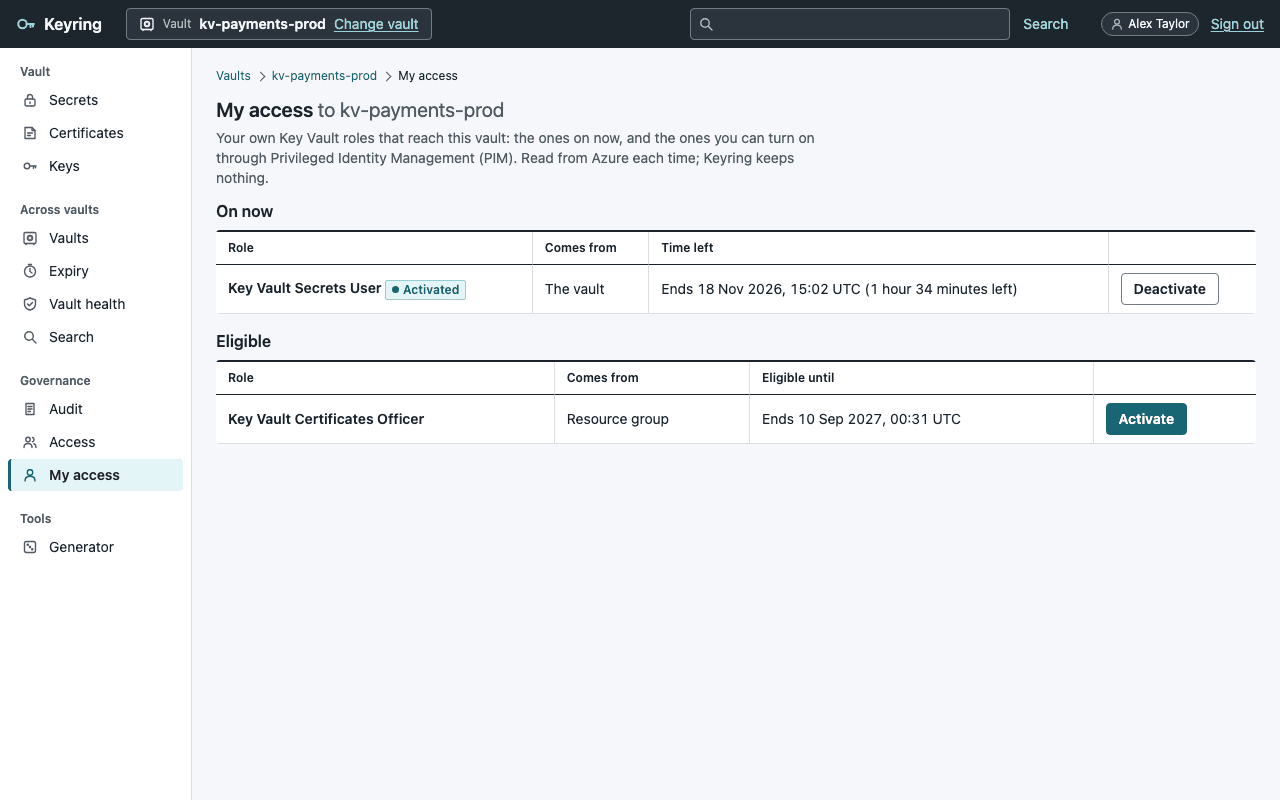 Keyring
Vault kv-payments-prod Change vault
Search
Alex Taylor
Sign out
Vault
Secrets
Certificates
Keys
Across vaults
Vaults
Expiry
Vault health
Search
Governance
Audit
Access
My access
Tools
Generator
Vaults > kv-payments-prod > My access
My access to kv-payments-prod
Your own Key Vault roles that reach this vault: the ones on now, and the ones you can turn on
through Privileged Identity Management (PIM). Read from Azure each time; Keyring keeps
nothing.
On now
Role Comes from Time left
Key Vault Secrets User Activated The vault Ends 18 Nov 2026, 15:02 UTC (1 hour 34 minutes left) Deactivate
Eligible
Role Comes from Eligible until
Key Vault Certificates Officer Resource group Ends 10 Sep 2027, 00:31 UTC Activate